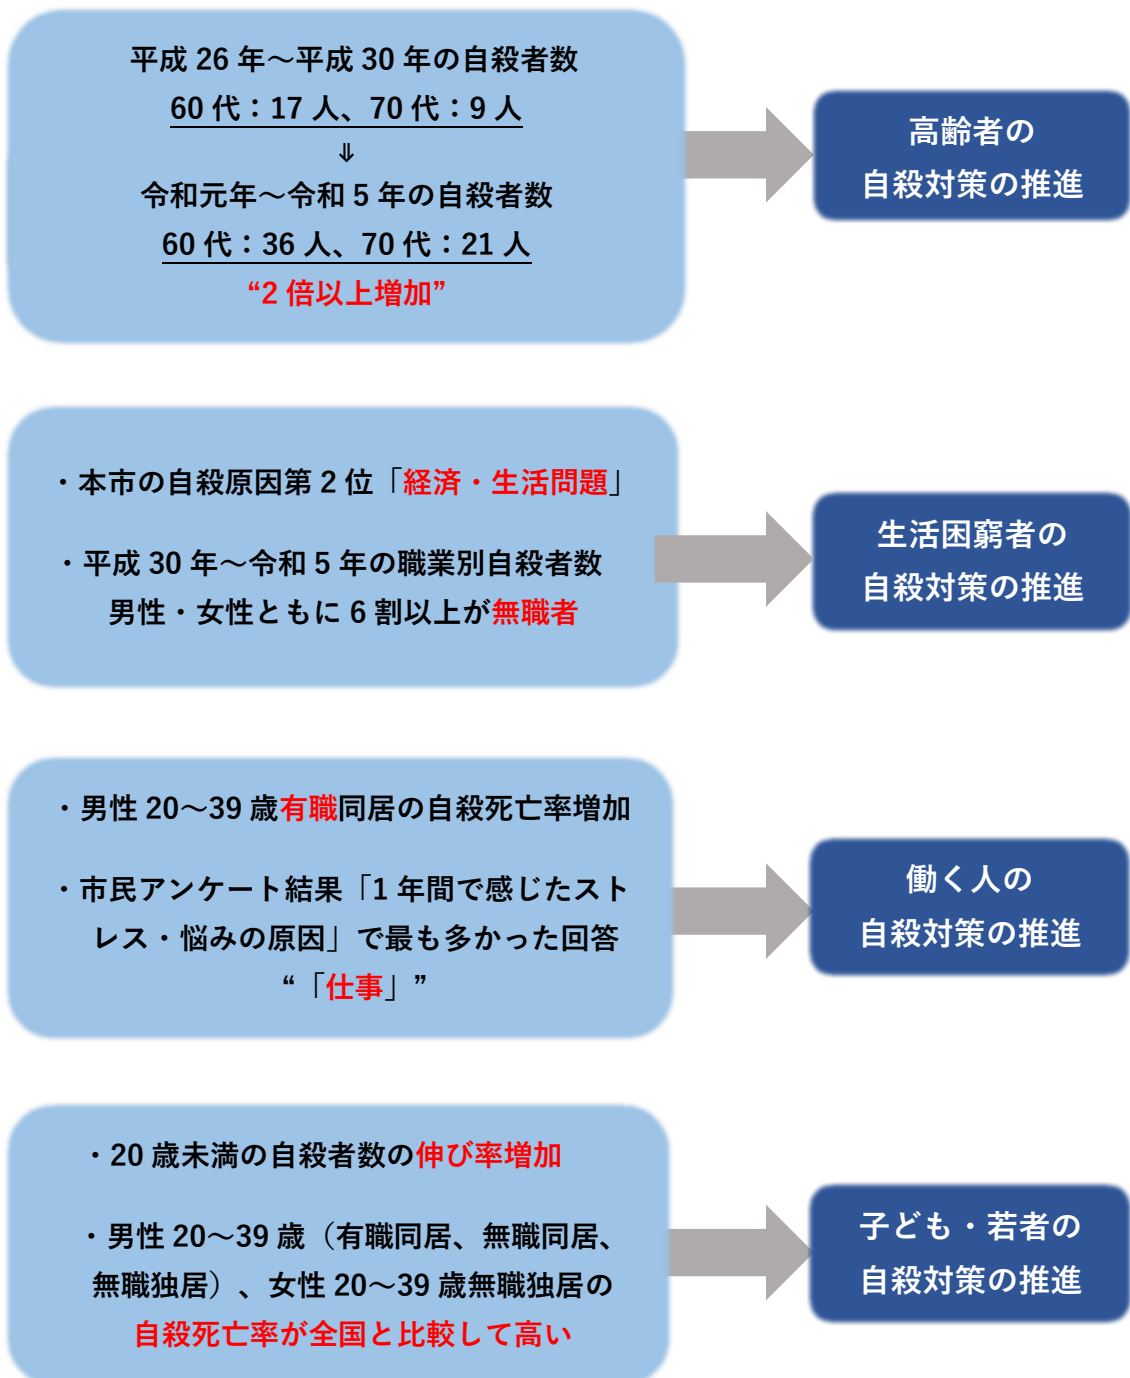 平成 26 年～平成 30 年の自殺者数
60 代：17 人、70 代：9 人
⇓
令和元年～令和 5 年の自殺者数
60 代：36 人、70 代：21 人
“2 倍以上増加”
高齢者の
自殺対策の推進
・本市の自殺原因第 2 位「経済・生活問題」
・平成 30 年～令和 5 年の職業別自殺者数
男性・女性ともに 6 割以上が無職者
生活困窮者の
自殺対策の推進
・男性 20～39 歳有職同居の自殺死亡率増加
・市民アンケート結果「1 年間で感じたスト
レス・悩みの原因」で最も多かった回答
“「仕事」”
働く人の
自殺対策の推進
・20 歳未満の自殺者数の伸び率増加
・男性 20～39 歳（有職同居、無職同居、
無職独居）、女性 20～39 歳無職独居の
自殺死亡率が全国と比較して高い
子ども・若者の
自殺対策の推進